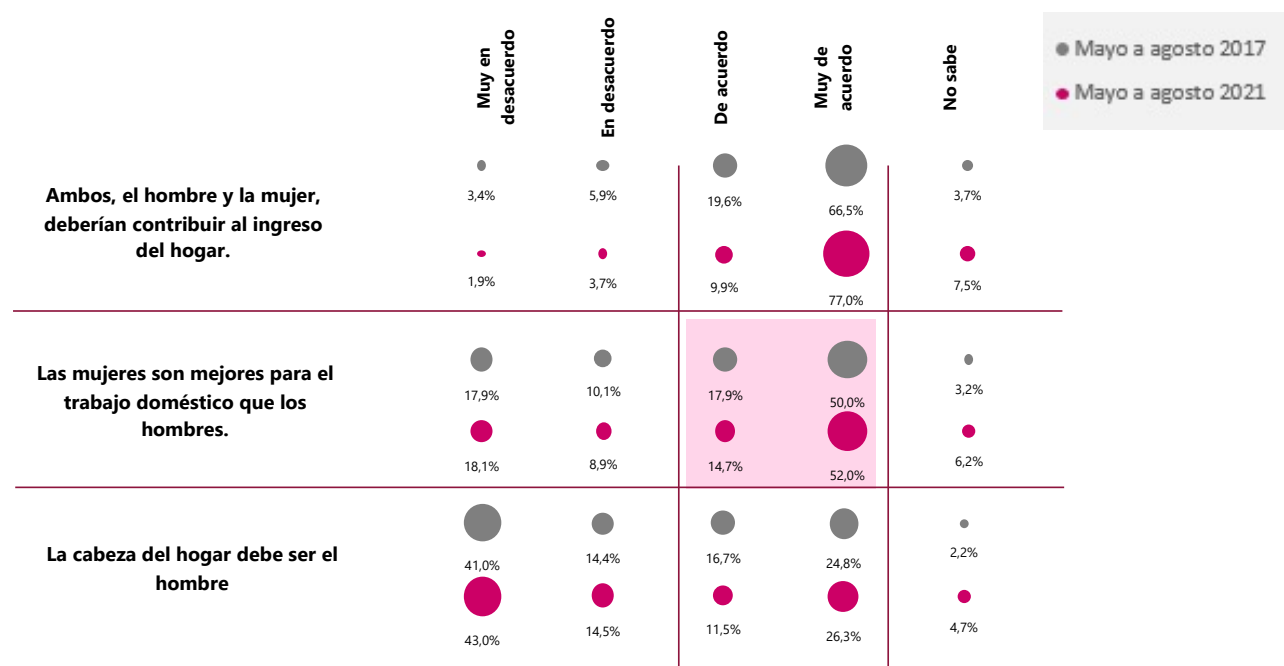 Muy en
desacuerdo
En desacuerdo
De acuerdo
Muy de
acuerdo
No sabe
Mayo a agosto 2017
Mayo a agosto 2021
Ambos, el hombre y la mujer,
deberían contribuir al ingreso
del hogar.
3,4% 5,9% 19,6% 66,5% 3,7%
1,9% 3,7% 9,9% 77,0% 7,5%
Las mujeres son mejores para el
trabajo doméstico que los
hombres.
17,9% 10,1% 17,9% 50,0% 3,2%
18,1% 8,9% 14,7% 52,0% 6,2%
La cabeza del hogar debe ser el
hombre
41,0% 14,4% 16,7% 24,8% 2,2%
43,0% 14,5% 11,5% 26,3% 4,7%